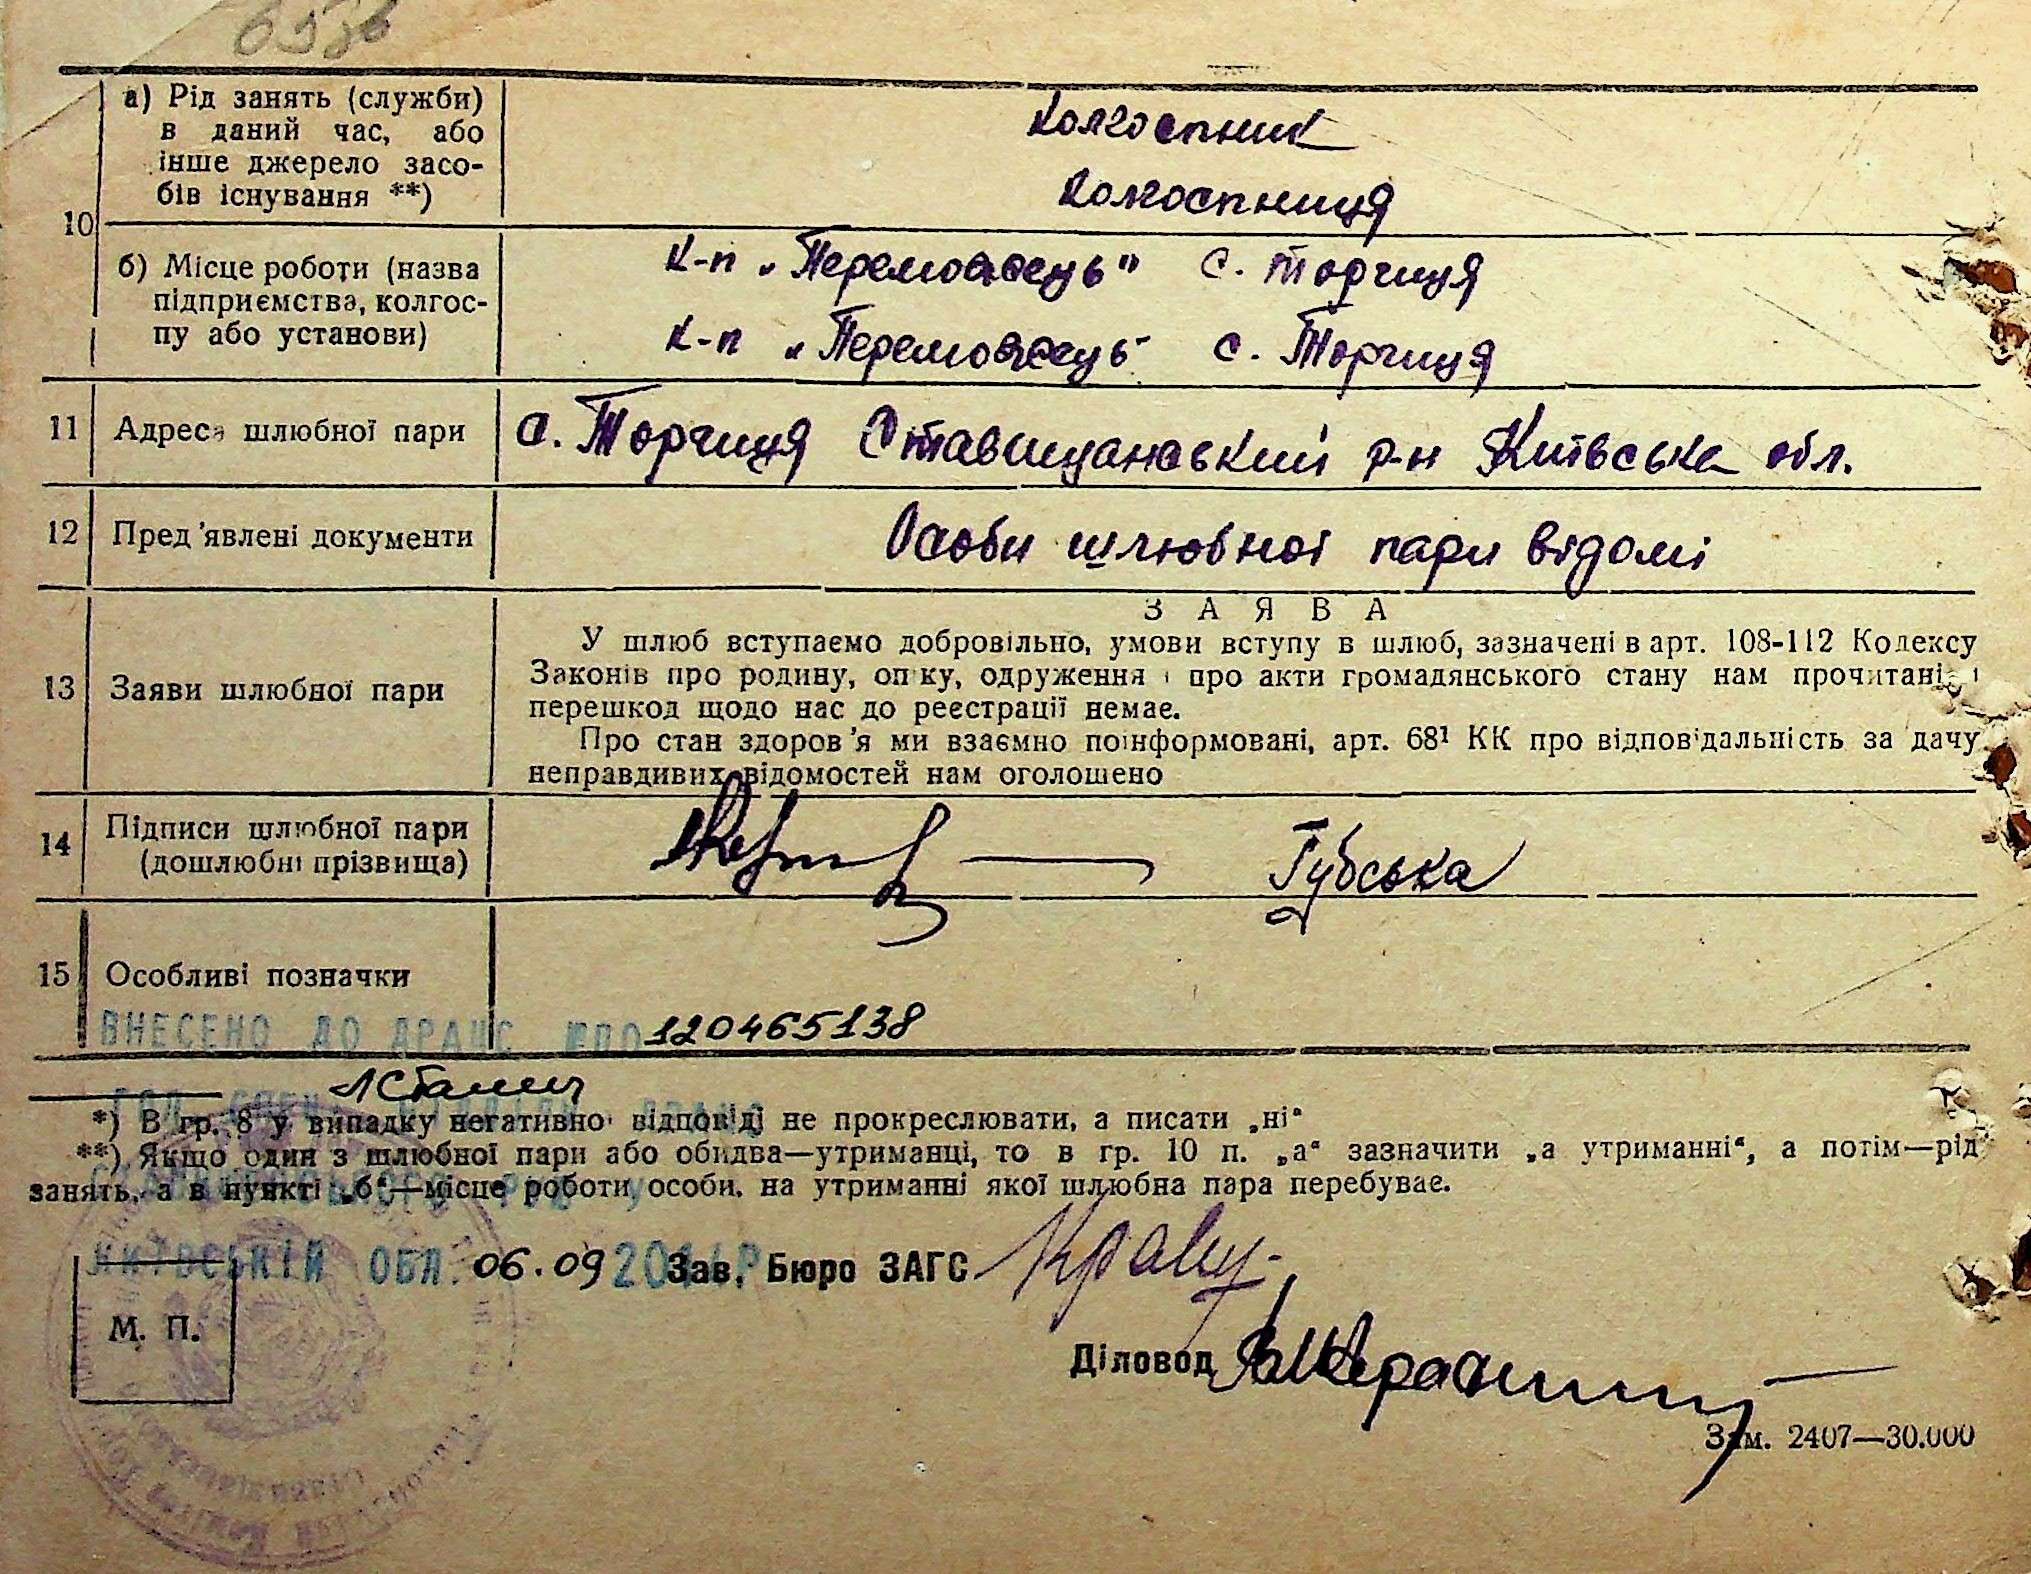 а) Рід занять (служби)
в даний час, або
інше джерело засо-
бів існування **)
колгоспник
колгоспниця
10
б) Місце роботи (назва
підприємства, колгос-
пу або установи)
к-п „Переможець" с. Торчиця
к-п „Переможець" с. Торчиця
11 Адреса шлюбної пари с. Торчиця Ставищанський р-н Київська обл.
12 Пред'явлені документи Особи шлюбної пари відомі
ЗАЯВА
13 Заяви шлюбної пари
У шлюб вступаємо добровільно, умови вступу в шлюб, зазначені в арт. 108-112 Кодексу
Законів про родину, опіку, одруження і про акти громадянського стану нам прочитані і
перешкод щодо нас до реєстрації немає.
Про стан здоров'я ми взаємно поінформовані, арт. 68¹ КК про відповідальність за дачу
неправдивих відомостей нам оголошено
14 Підписи шлюбної пари
(дошлюбні прізвища)
Губська
15 Особливі позначки
ВНЕСЕНО ДО ДРАЦС 120465138
*) В гр. 8 у випадку негативної відповіді не прокреслювати, а писати „ні"
**) Якщо один з шлюбної пари або обидва—утриманці, то в гр. 10 п. „а" зазначити „а утриманні", а потім—рід
занять, а в пункті „б"—місце роботи особи, на утриманні якої шлюбна пара перебуває.
КИЇВСЬКІЙ ОБЛ. 06.09 Зав. Бюро ЗАГС
М. П.
Діловод
Зам. 2407—30.000